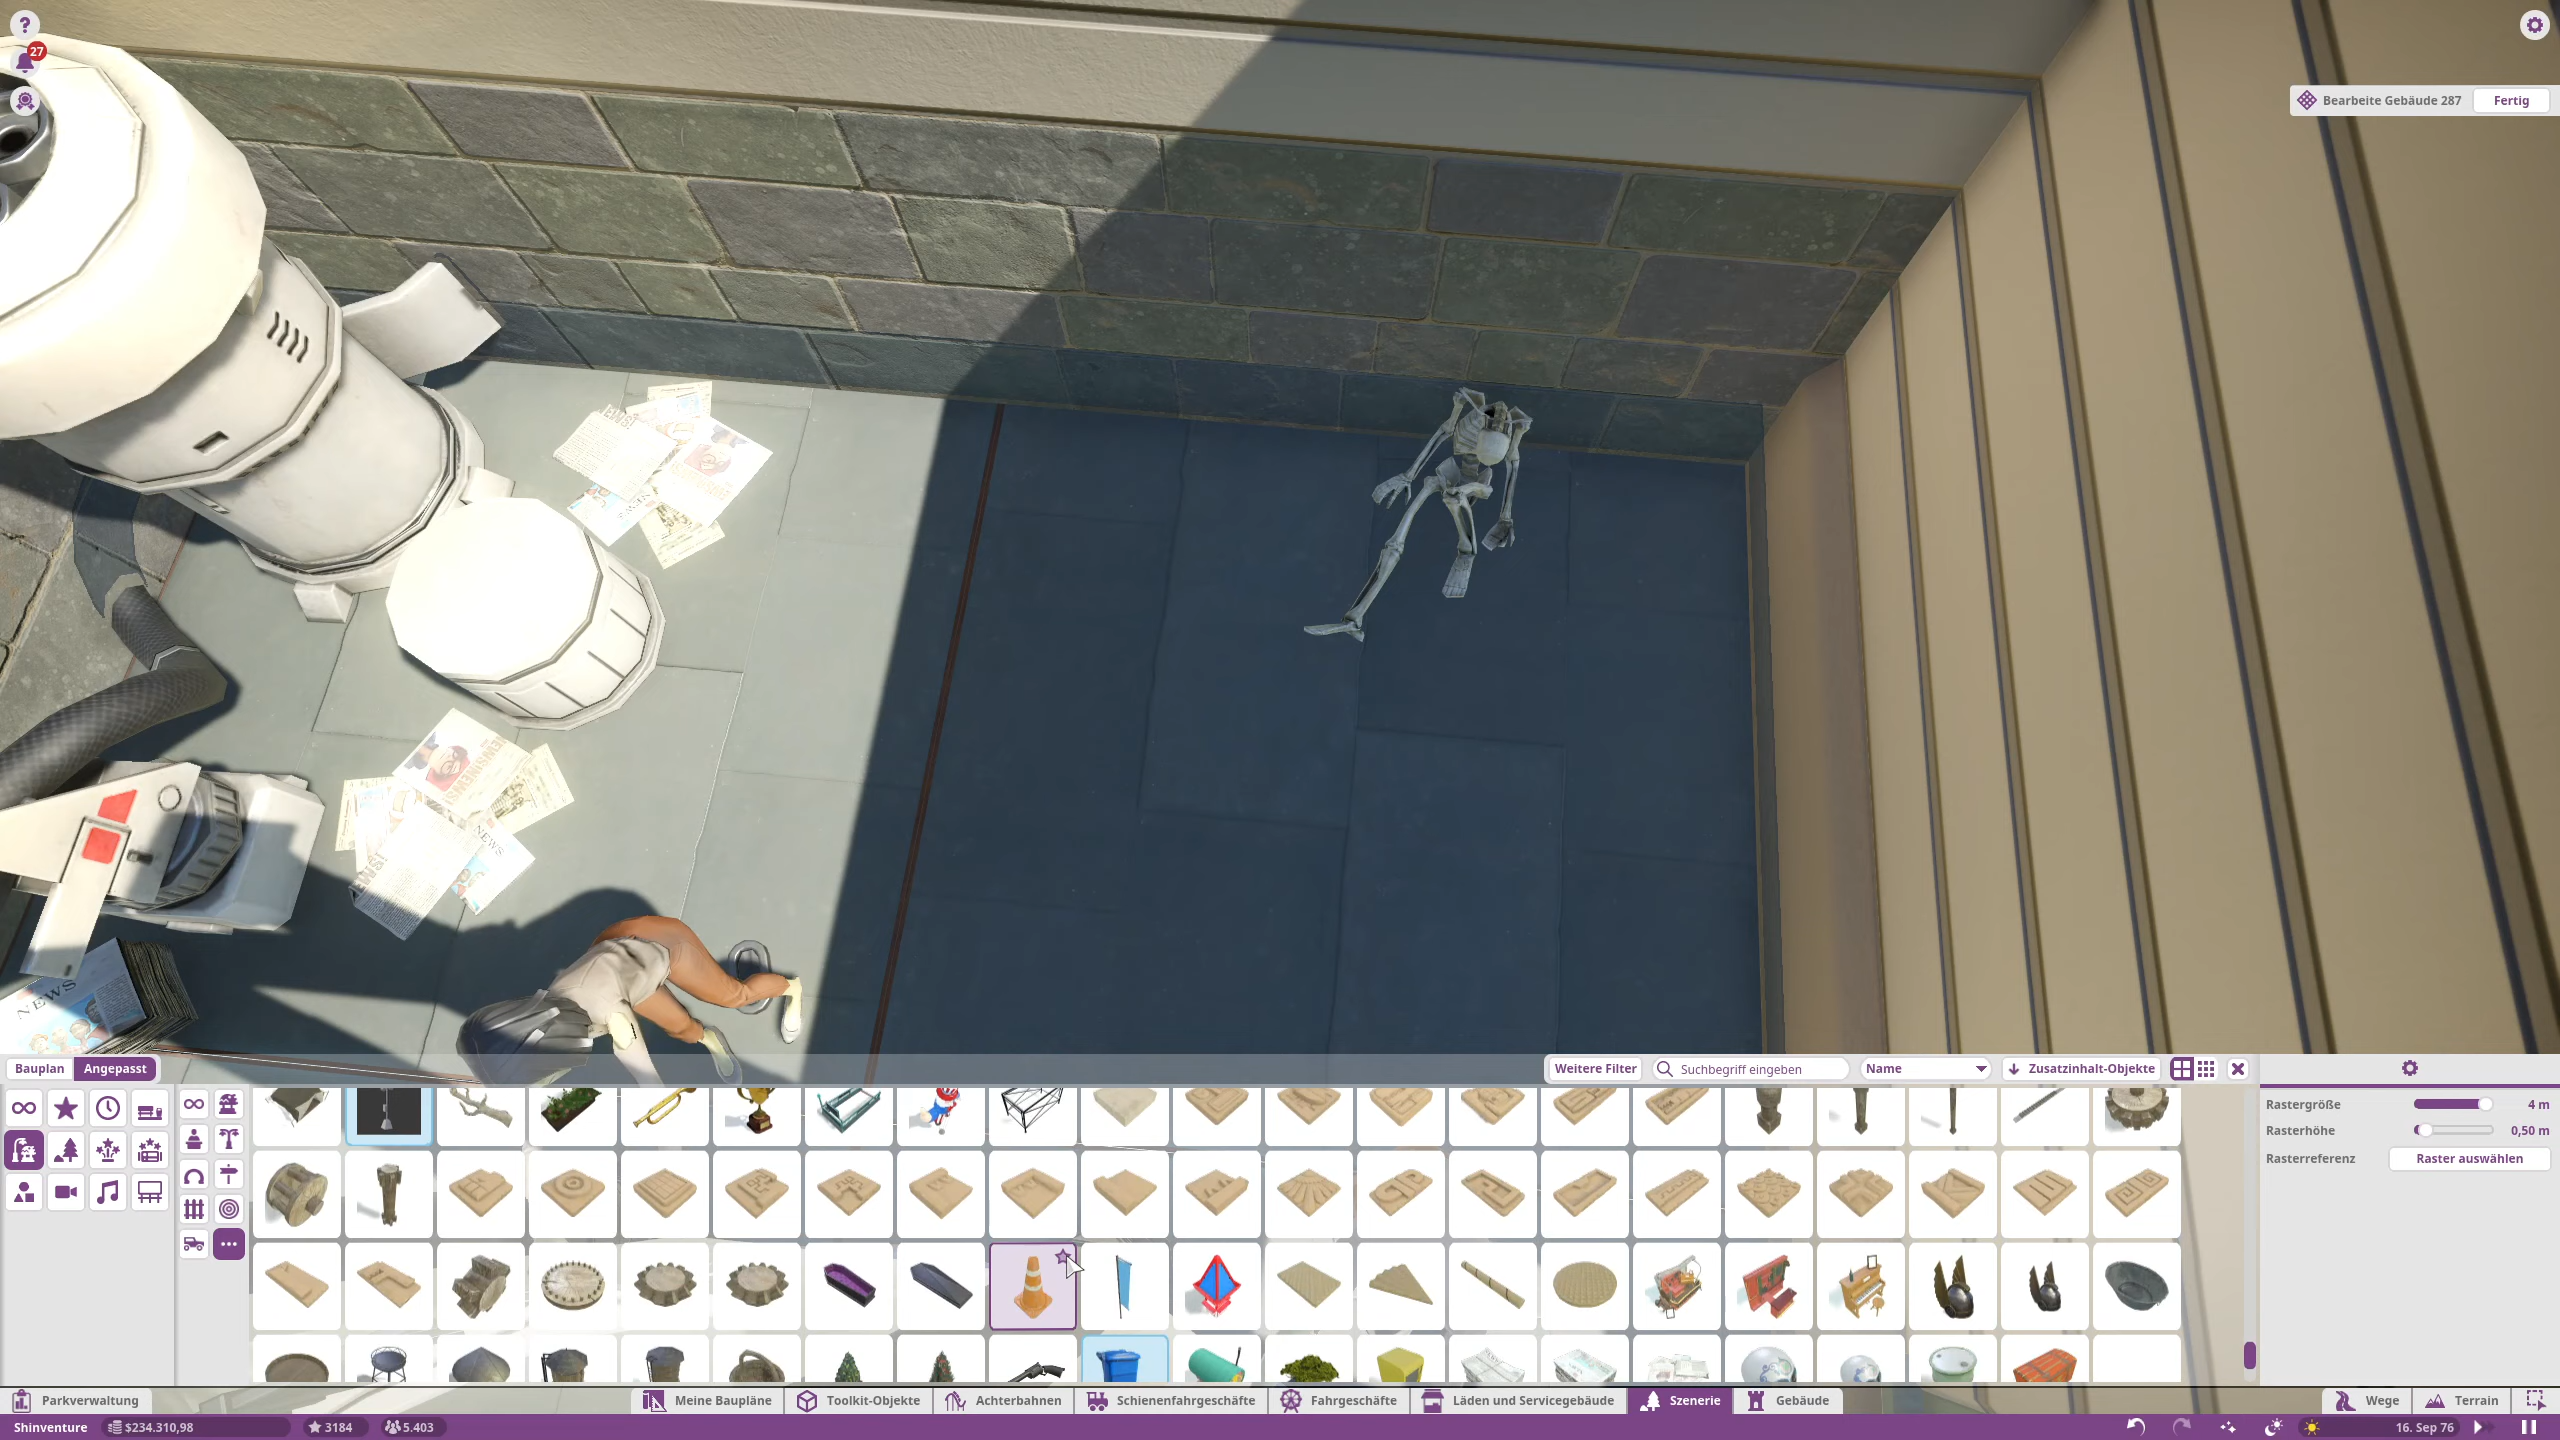 ?
27
Bearbeite Gebäude 287
Fertig
NEWS
NEWS
Bauplan
Angepasst
Weitere Filter
Suchbegriff eingeben
Name
Zusatzinhalt-Objekte
Rastergröße
4 m
Rasterhöhe
0,50 m
Rasterreferenz
Raster auswählen
Parkverwaltung
Meine Baupläne
Toolkit-Objekte
Achterbahnen
Schienenfahrgeschäfte
Fahrgeschäfte
Läden und Servicegebäude
Szenerie
Gebäude
Wege
Terrain
Shinventure
$234.310,98
3184
5.403
16. Sep 76